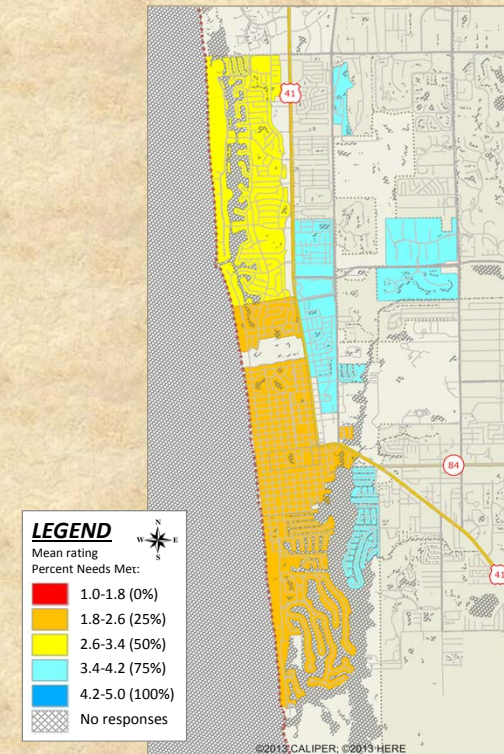 41
84
41
LEGEND
N
W E
S
Mean rating
Percent Needs Met:
1.0-1.8 (0%)
1.8-2.6 (25%)
2.6-3.4 (50%)
3.4-4.2 (75%)
4.2-5.0 (100%)
No responses
©2013 CALIPER; ©2013 HERE